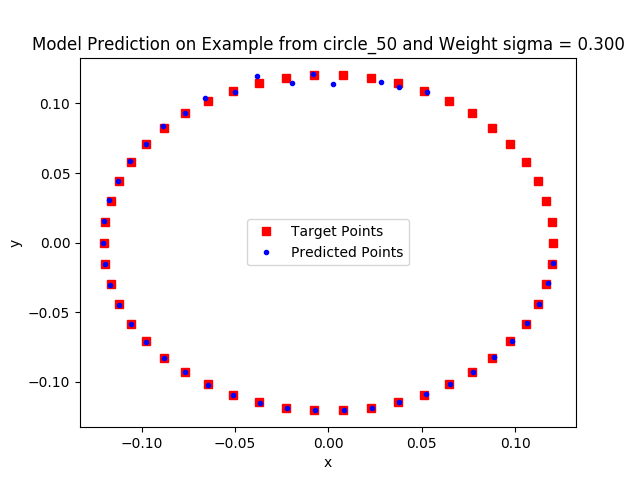 Model Prediction on Example from circle_50 and Weight sigma = 0.300
0.10
0.05
0.00
−0.05
−0.10
y
Target Points
Predicted Points
−0.10 −0.05 0.00 0.05 0.10
x